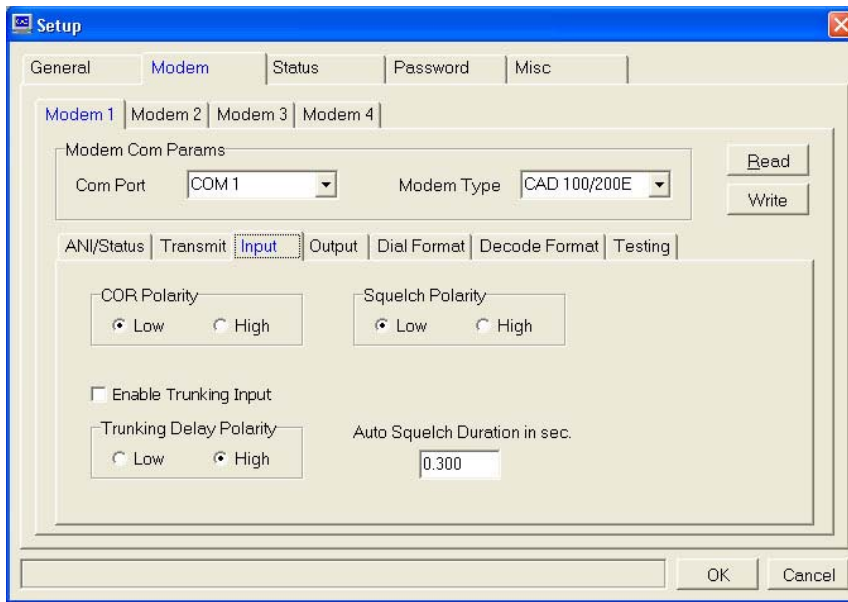 Setup
General Modem Status Password Misc
Modem 1 Modem 2 Modem 3 Modem 4
Modem Com Params
Com Port COM 1 Modem Type CAD 100/200E
Read
Write
ANI/Status Transmit Input Output Dial Format Decode Format Testing
COR Polarity Squelch Polarity
Low High Low High
Enable Trunking Input
Trunking Delay Polarity Auto Squelch Duration in sec.
Low High 0.300
OK Cancel